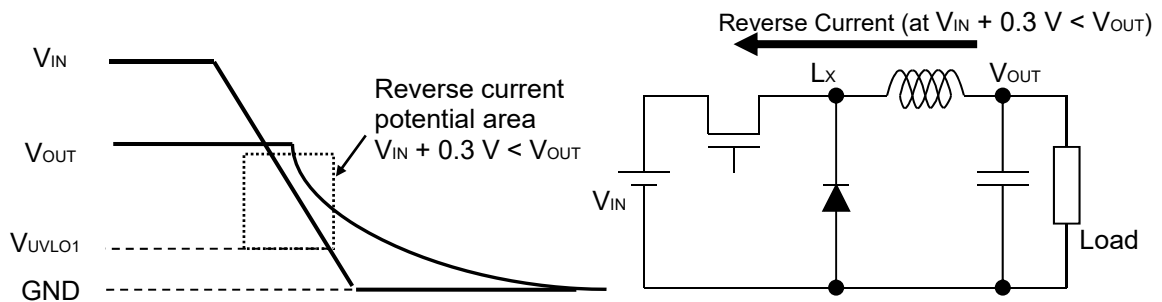 Reverse Current (at VIN + 0.3 V < VOUT)
VIN
LX
VOUT
Reverse current
potential area
VIN + 0.3 V < VOUT
VOUT
VIN
VUVLO1
Load
GND